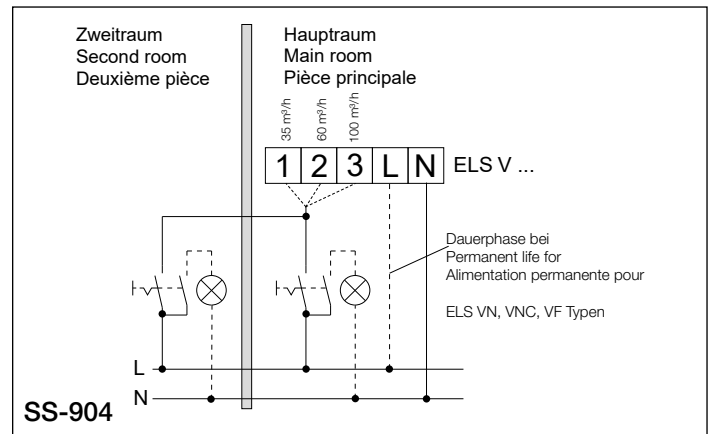 Zweitraum
Second room
Deuxième pièce
Hauptraum
Main room
Pièce principale
35 m³/h
60 m³/h
100 m³/h
1 2 3 L N ELS V ...
Dauerphase bei
Permanent life for
Alimentation permanente pour
ELS VN, VNC, VF Typen
L
N
SS-904